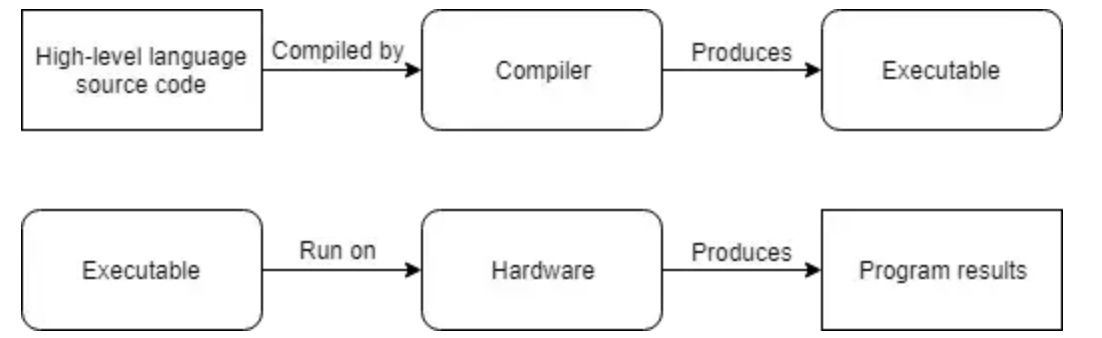 High-level language
source code
Compiled by
Compiler
Produces
Executable
Executable
Run on
Hardware
Produces
Program results